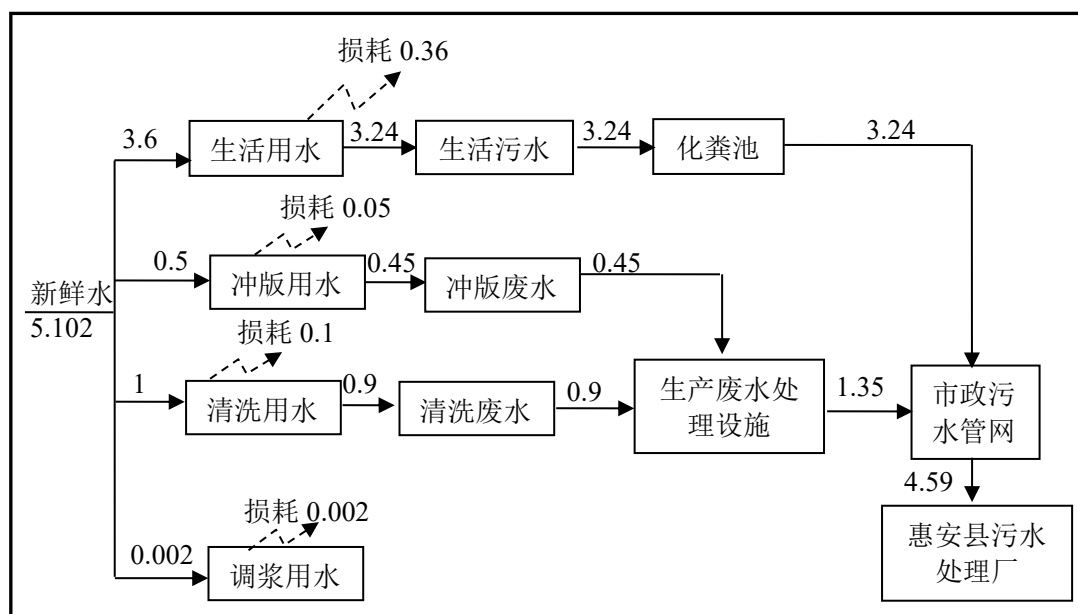 损耗 0.36
3.6
生活用水
3.24
生活污水
3.24
化粪池
3.24
损耗 0.05
0.5
冲版用水
0.45
冲版废水
0.45
新鲜水
5.102
损耗 0.1
1
清洗用水
0.9
清洗废水
0.9
生产废水处
理设施
1.35
市政污
水管网
4.59
惠安县污水
处理厂
损耗 0.002
0.002
调浆用水